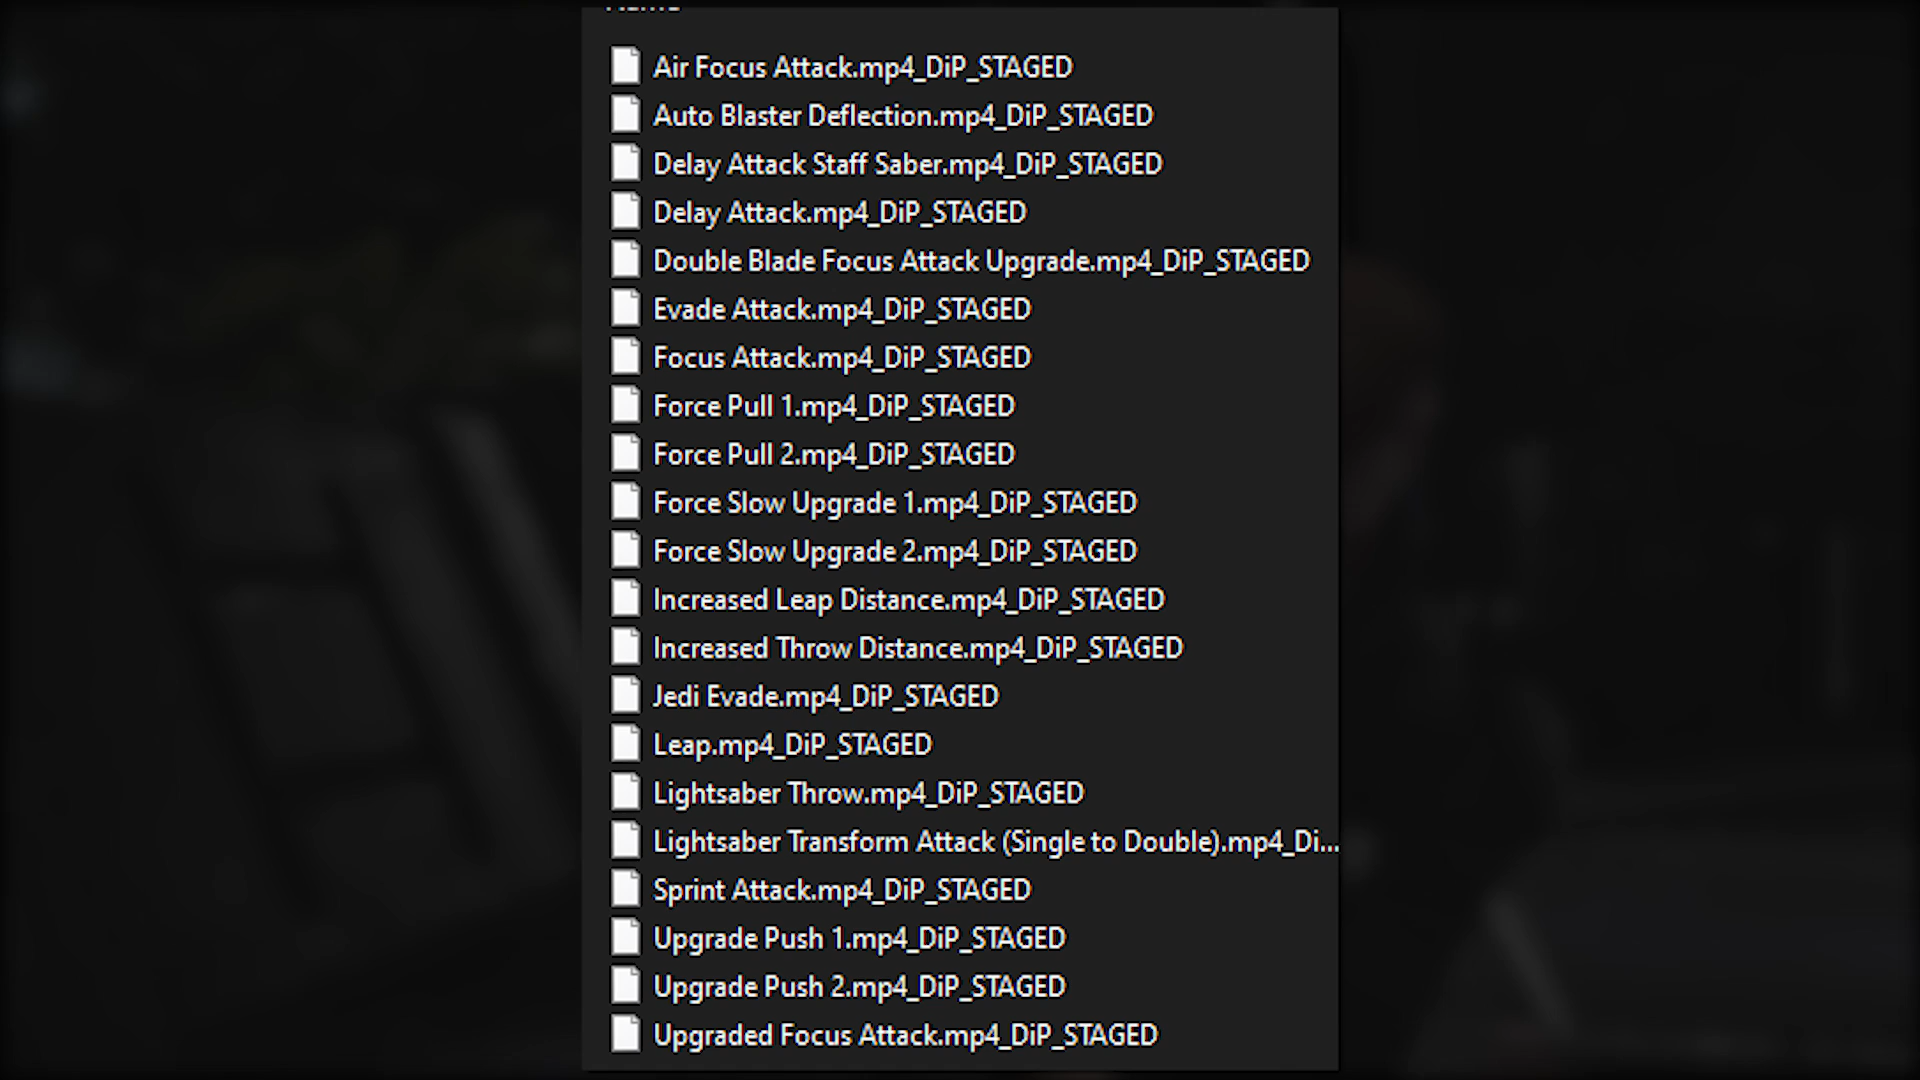 Name
Air Focus Attack.mp4_DiP_STAGED
Auto Blaster Deflection.mp4_DiP_STAGED
Delay Attack Staff Saber.mp4_DiP_STAGED
Delay Attack.mp4_DiP_STAGED
Double Blade Focus Attack Upgrade.mp4_DiP_STAGED
Evade Attack.mp4_DiP_STAGED
Focus Attack.mp4_DiP_STAGED
Force Pull 1.mp4_DiP_STAGED
Force Pull 2.mp4_DiP_STAGED
Force Slow Upgrade 1.mp4_DiP_STAGED
Force Slow Upgrade 2.mp4_DiP_STAGED
Increased Leap Distance.mp4_DiP_STAGED
Increased Throw Distance.mp4_DiP_STAGED
Jedi Evade.mp4_DiP_STAGED
Leap.mp4_DiP_STAGED
Lightsaber Throw.mp4_DiP_STAGED
Lightsaber Transform Attack (Single to Double).mp4_Di...
Sprint Attack.mp4_DiP_STAGED
Upgrade Push 1.mp4_DiP_STAGED
Upgrade Push 2.mp4_DiP_STAGED
Upgraded Focus Attack.mp4_DiP_STAGED